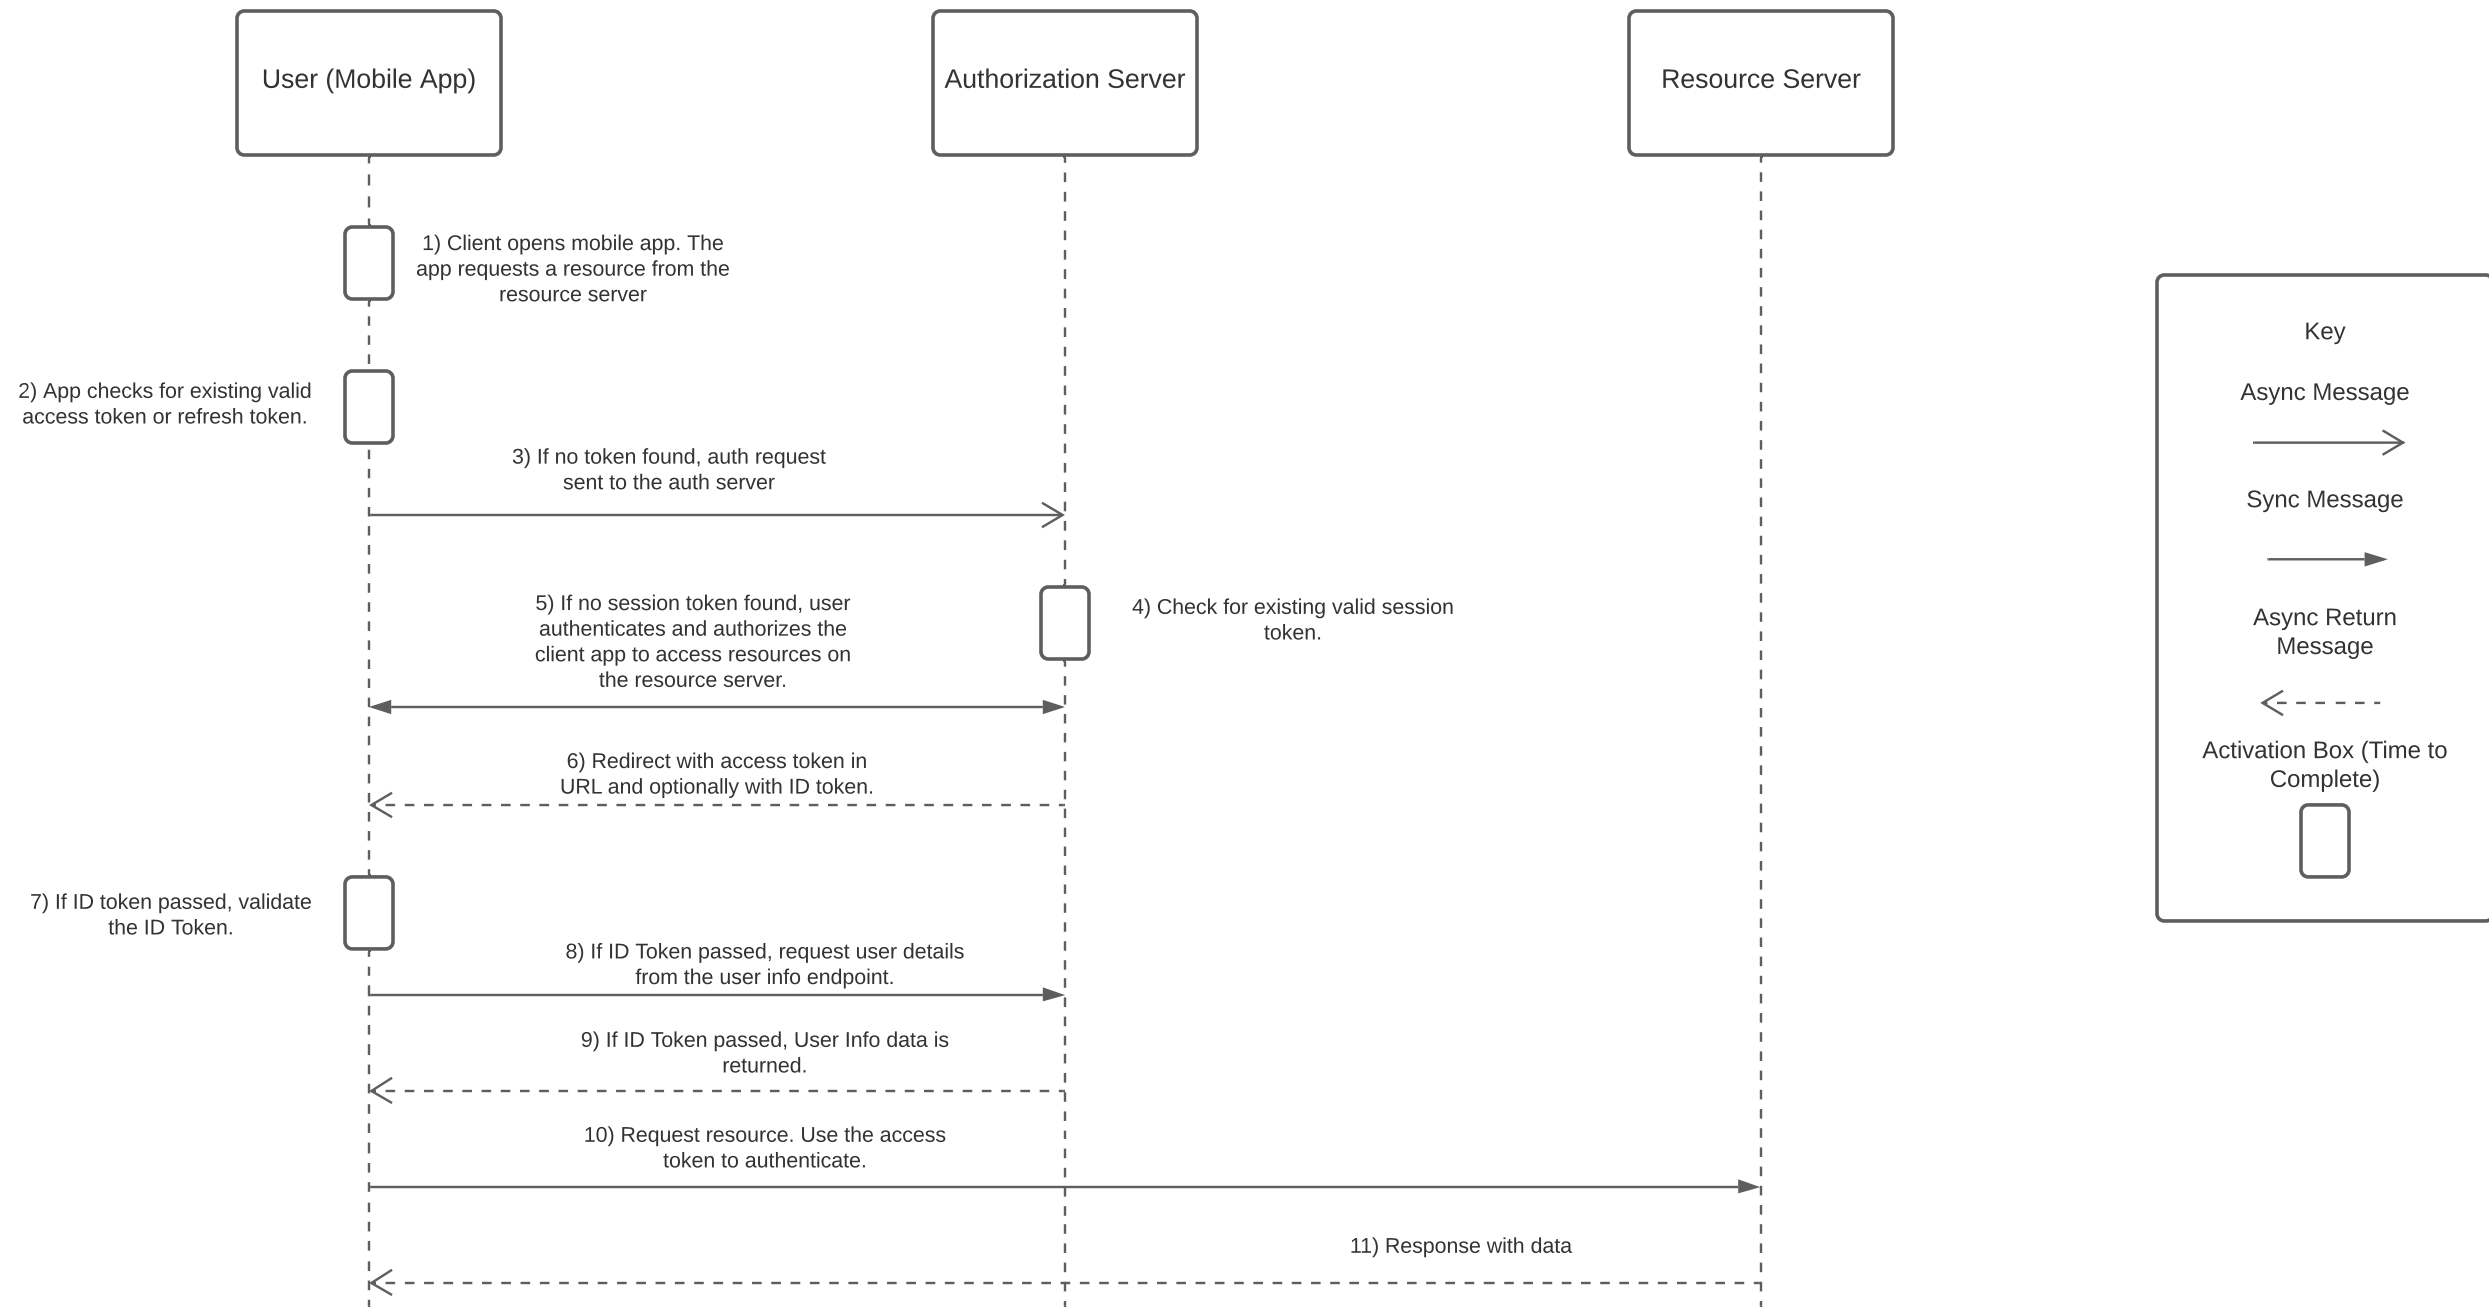 User (Mobile App)
Authorization Server
Resource Server
1) Client opens mobile app. The
app requests a resource from the
resource server
2) App checks for existing valid
access token or refresh token.
3) If no token found, auth request
sent to the auth server
4) Check for existing valid session
token.
5) If no session token found, user
authenticates and authorizes the
client app to access resources on
the resource server.
6) Redirect with access token in
URL and optionally with ID token.
7) If ID token passed, validate
the ID Token.
8) If ID Token passed, request user details
from the user info endpoint.
9) If ID Token passed, User Info data is
returned.
10) Request resource. Use the access
token to authenticate.
11) Response with data
Key
Async Message
Sync Message
Async Return
Message
Activation Box (Time to
Complete)